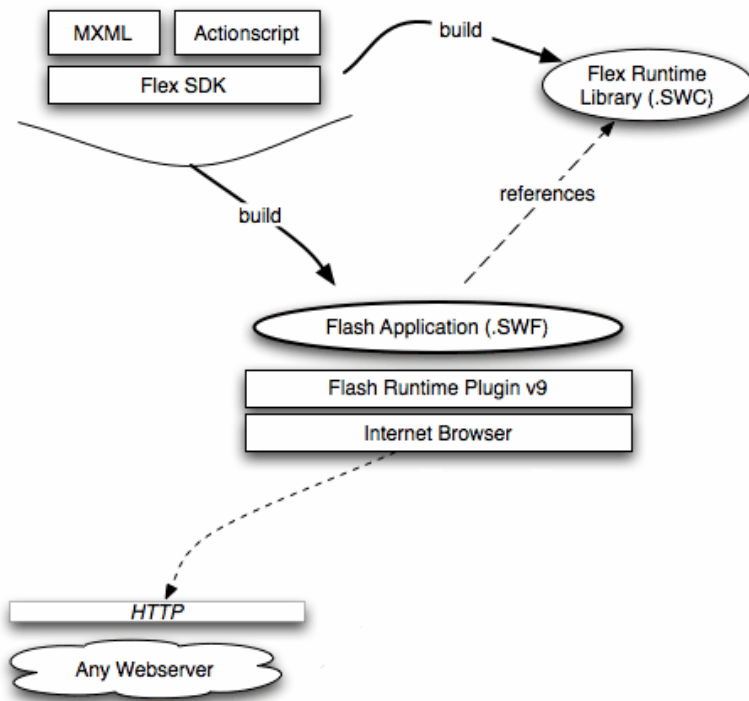 MXML
Actionscript
build
Flex SDK
Flex Runtime
Library (.SWC)
references
build
Flash Application (.SWF)
Flash Runtime Plugin v9
Internet Browser
HTTP
Any Webserver